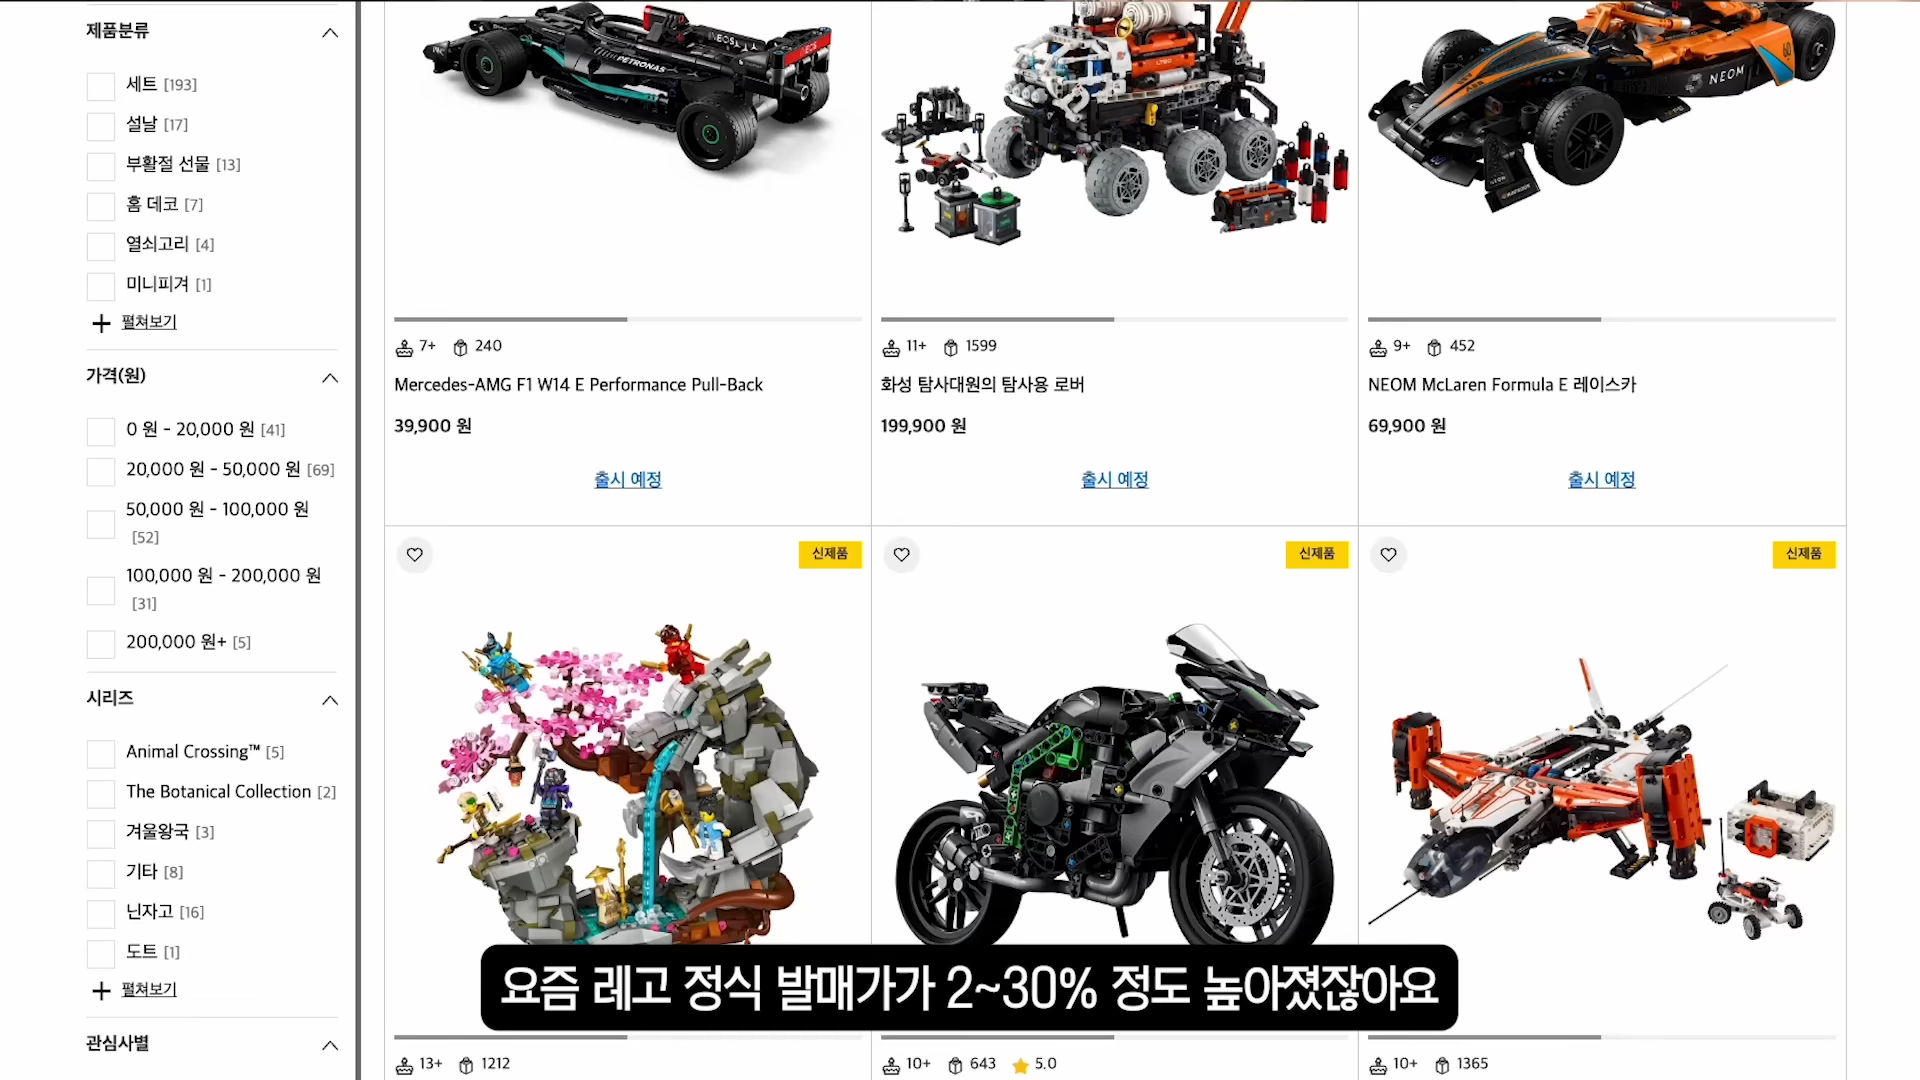 제품분류
세트 [193]
설날 [17]
부활절 선물 [13]
홈 데코 [7]
열쇠고리 [4]
미니피겨 [1]
펼쳐보기
가격(원)
0 원 - 20,000 원 [41]
20,000 원 - 50,000 원 [69]
50,000 원 - 100,000 원
[52]
100,000 원 - 200,000 원
[31]
200,000 원+ [5]
시리즈
Animal Crossing™ [5]
The Botanical Collection [2]
겨울왕국 [3]
기타 [8]
닌자고 [16]
도트 [1]
펼쳐보기
관심사별
PETRONAS
INEOS
7+ 240
Mercedes-AMG F1 W14 E Performance Pull-Back
39,900 원
출시 예정
11+ 1599
화성 탐사대원의 탐사용 로버
199,900 원
출시 예정
NEOM
9+ 452
NEOM McLaren Formula E 레이스카
69,900 원
출시 예정
신제품
신제품
신제품
요즘 레고 정식 발매가가 2~30% 정도 높아졌잖아요
13+ 1212
10+ 643 5.0
10+ 1365